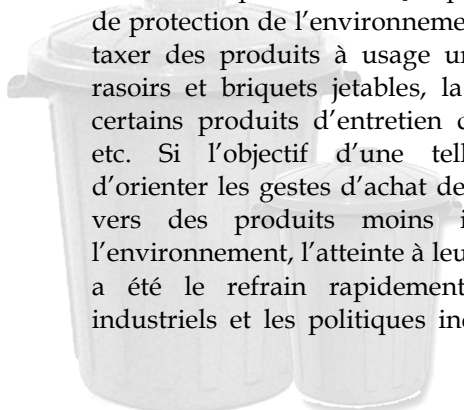 de protection de l’environneme
taxer des produits à usage un
rasoirs et briquets jetables, la
certains produits d’entretien
etc. Si l’objectif d’une tell
d’orienter les gestes d’achat de
vers des produits moins i
l’environnement, l’atteinte à leu
a été le refrain rapidement
industriels et les politiques in